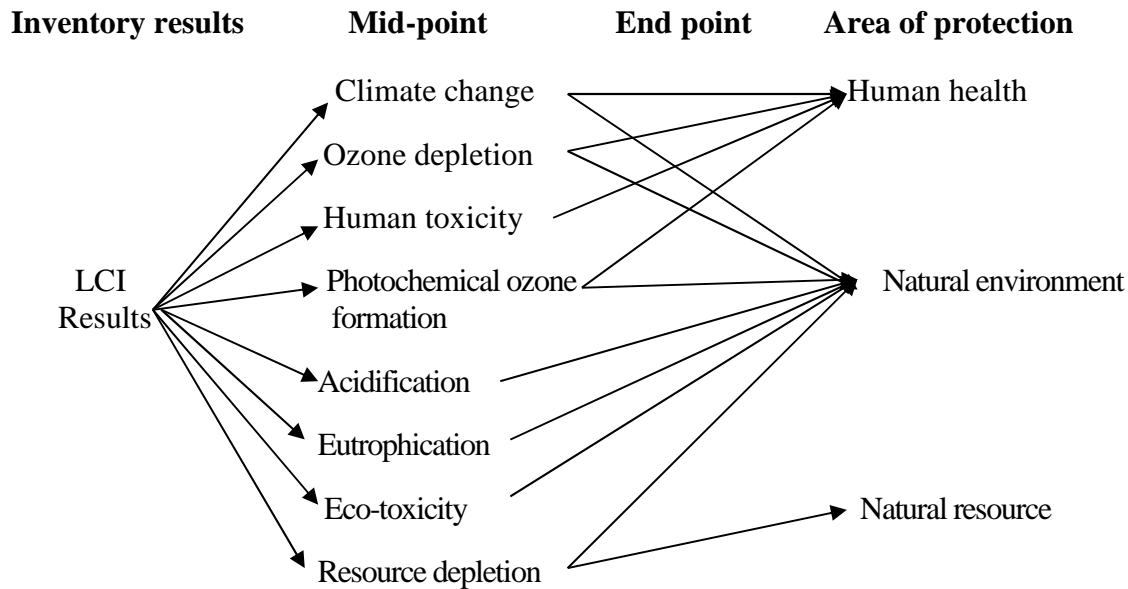 Inventory results Mid-point End point Area of protection
Climate change Human health
Ozone depletion
Human toxicity
LCI Photochemical ozone Natural environment
Results formation
Acidification
Eutrophication
Eco-toxicity Natural resource
Resource depletion